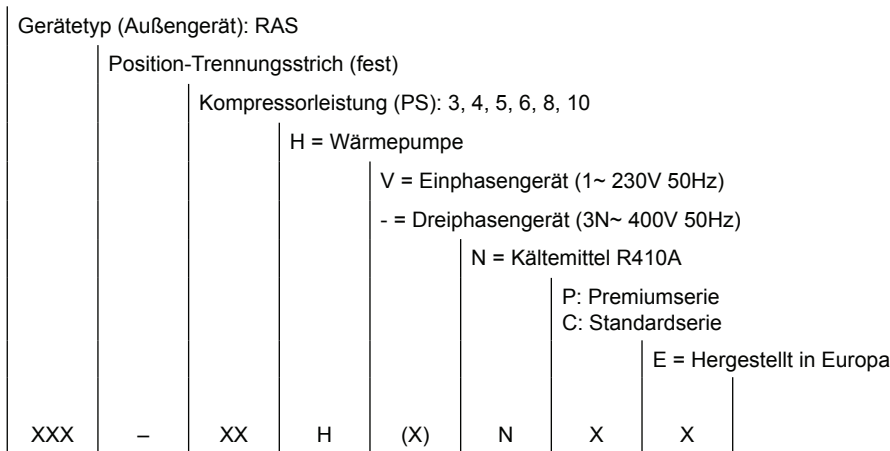 Gerätetyp (Außengerät): RAS
Position-Trennungsstrich (fest)
Kompressorleistung (PS): 3, 4, 5, 6, 8, 10
H = Wärmepumpe
V = Einphasengerät (1~ 230V 50Hz)
- = Dreiphasengerät (3N~ 400V 50Hz)
N = Kältemittel R410A
P: Premiumserie
C: Standardserie
E = Hergestellt in Europa
XXX – XX H (X) N X X